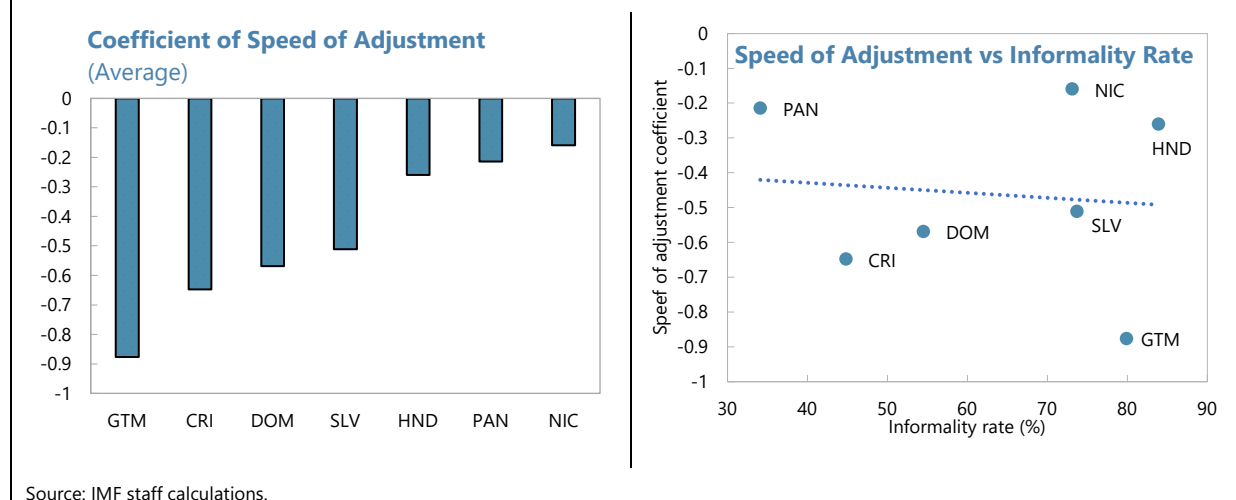 Coefficient of Speed of Adjustment
(Average)
0
-0.1
-0.2
-0.3
-0.4
-0.5
-0.6
-0.7
-0.8
-0.9
-1
GTM CRI DOM SLV HND PAN NIC
Speed of Adjustment vs Informality Rate
Speef of adjustment coefficient
0
-0.1
-0.2
-0.3
-0.4
-0.5
-0.6
-0.7
-0.8
-0.9
-1
PAN
NIC
HND
SLV
DOM
CRI
GTM
30 40 50 60 70 80 90
Informality rate (%)
Source: IMF staff calculations.